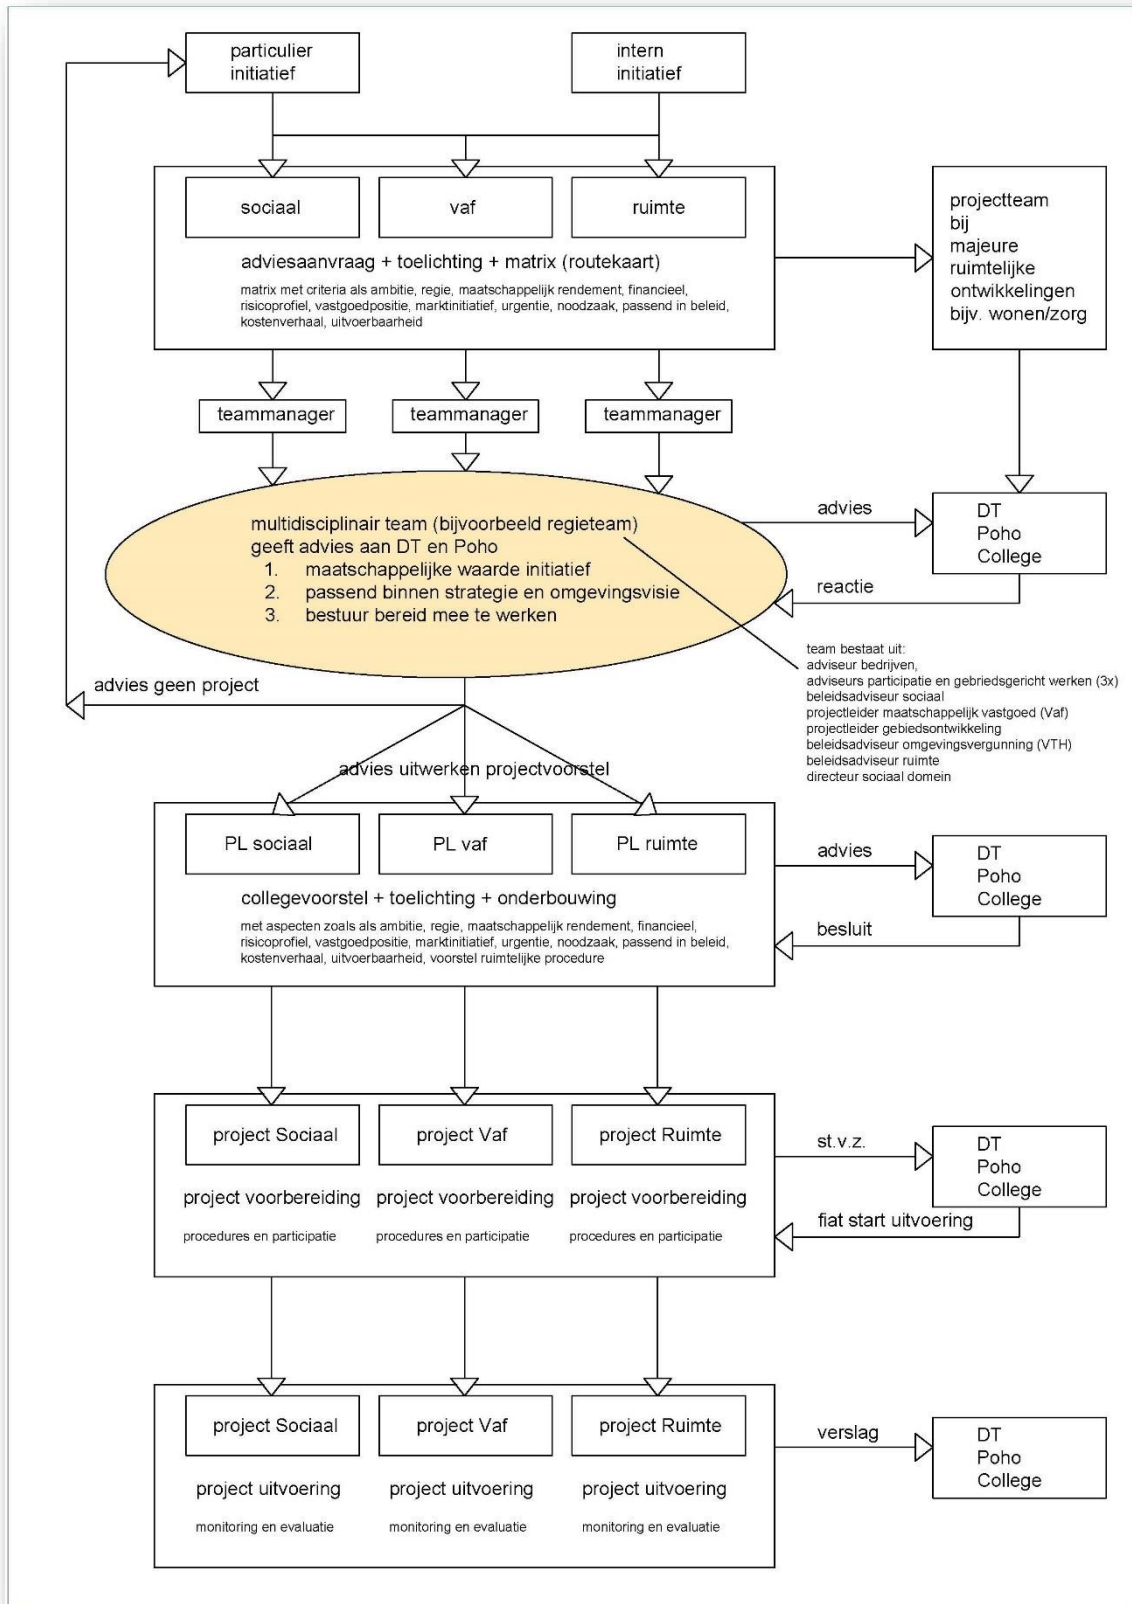 particulier
initiatief
intern
initiatief
sociaal
vaf
ruimte
adviesaanvraag + toelichting + matrix (routekaart)
matrix met criteria als ambitie, regie, maatschappelijk rendement, financieel,
risicoprofiel, vastgoedpositie, marktinitiatief, urgentie, noodzaak, passend in beleid,
kostenverhaal, uitvoerbaarheid
projectteam
bij
majeure
ruimtelijke
ontwikkelingen
bijv. wonen/zorg
teammanager
teammanager
teammanager
multidisciplinair team (bijvoorbeeld regieteam)
geeft advies aan DT en Poho
1. maatschappelijke waarde initiatief
2. passend binnen strategie en omgevingsvisie
3. bestuur bereid mee te werken
advies
DT
Poho
College
reactie
team bestaat uit:
adviseur bedrijven,
adviseurs participatie en gebriedsgericht werken (3x)
beleidsadviseur sociaal
projectleider maatschappelijk vastgoed (Vaf)
projectleider gebiedsontwikkeling
beleidsadviseur omgevingsvergunning (VTH)
beleidsadviseur ruimte
directeur sociaal domein
advies geen project
advies uitwerken projectvoorstel
PL sociaal
PL vaf
PL ruimte
collegevoorstel + toelichting + onderbouwing
met aspecten zoals als ambitie, regie, maatschappelijk rendement, financieel,
risicoprofiel, vastgoedpositie, marktinitiatief, urgentie, noodzaak, passend in beleid,
kostenverhaal, uitvoerbaarheid, voorstel ruimtelijke procedure
advies
DT
Poho
College
besluit
project Sociaal
project Vaf
project Ruimte
project voorbereiding
project voorbereiding
project voorbereiding
procedures en participatie
procedures en participatie
procedures en participatie
st.v.z.
DT
Poho
College
fiat start uitvoering
project Sociaal
project Vaf
project Ruimte
project uitvoering
project uitvoering
project uitvoering
monitoring en evaluatie
monitoring en evaluatie
monitoring en evaluatie
verslag
DT
Poho
College